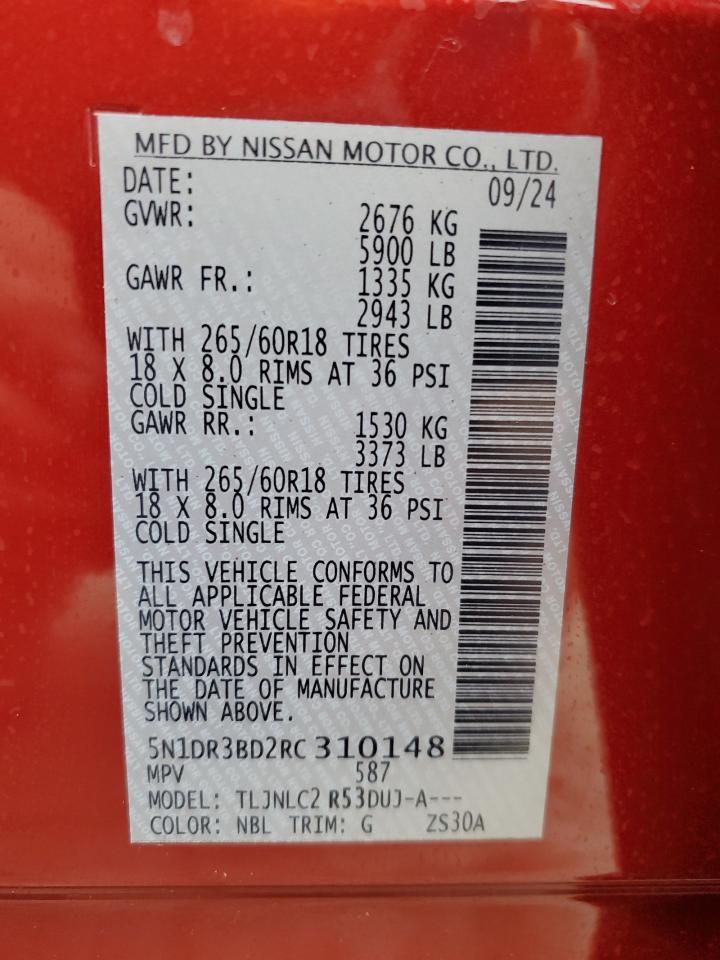 MFD BY NISSAN MOTOR CO., LTD.
DATE: 09/24
GVWR: 2676 KG
5900 LB
GAWR FR.: 1335 KG
2943 LB
WITH 265/60R18 TIRES
18 X 8.0 RIMS AT 36 PSI
COLD SINGLE
GAWR RR.: 1530 KG
3373 LB
WITH 265/60R18 TIRES
18 X 8.0 RIMS AT 36 PSI
COLD SINGLE
THIS VEHICLE CONFORMS TO
ALL APPLICABLE FEDERAL
MOTOR VEHICLE SAFETY AND
THEFT PREVENTION
STANDARDS IN EFFECT ON
THE DATE OF MANUFACTURE
SHOWN ABOVE.
5N1DR3BD2RC310148
MPV 587
MODEL: TLJNLC2 R53DUJ-A---
COLOR: NBL TRIM: G ZS30A